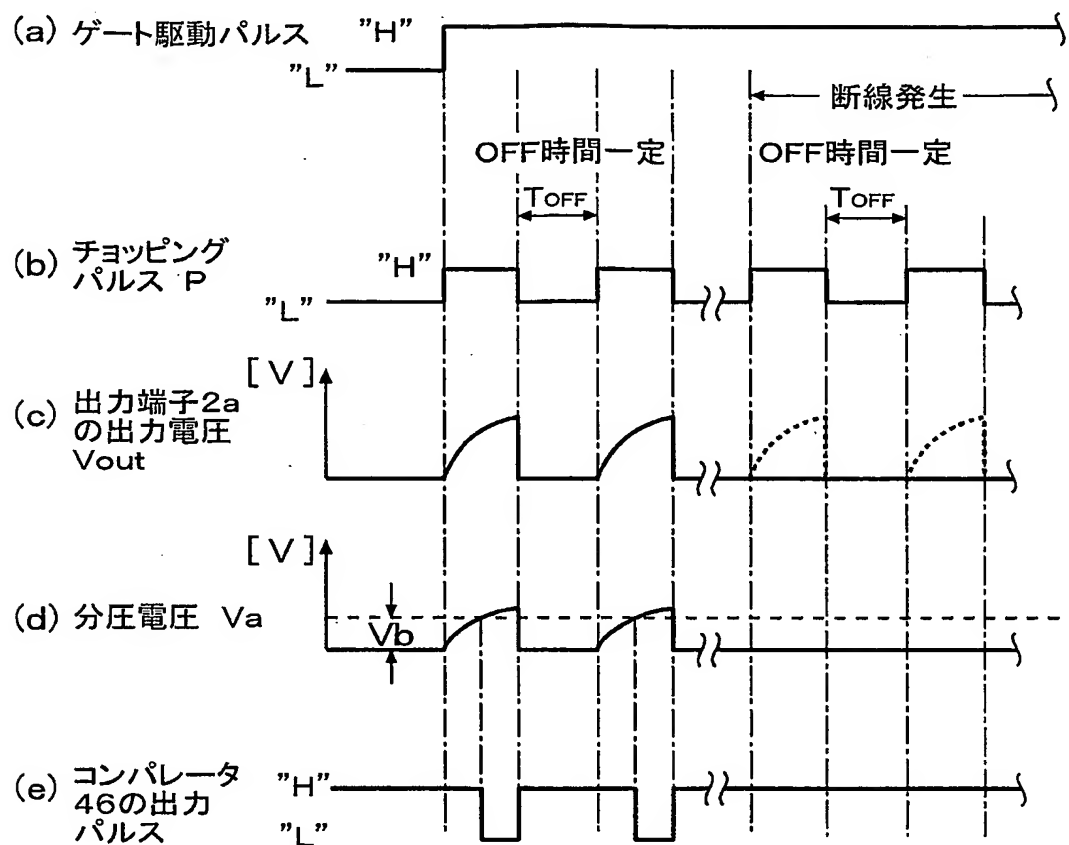 (a) ゲート駆動パルス "H"
"L"
断線発生
OFF時間一定 OFF時間一定
TOFF TOFF
(b) チョッピング
パルス P "H"
"L"
[V]
(c) 出力端子2a
の出力電圧
Vout
[V]
(d) 分圧電圧 Va
Vb
(e) コンパレータ
46の出力
パルス
"H"
"L"